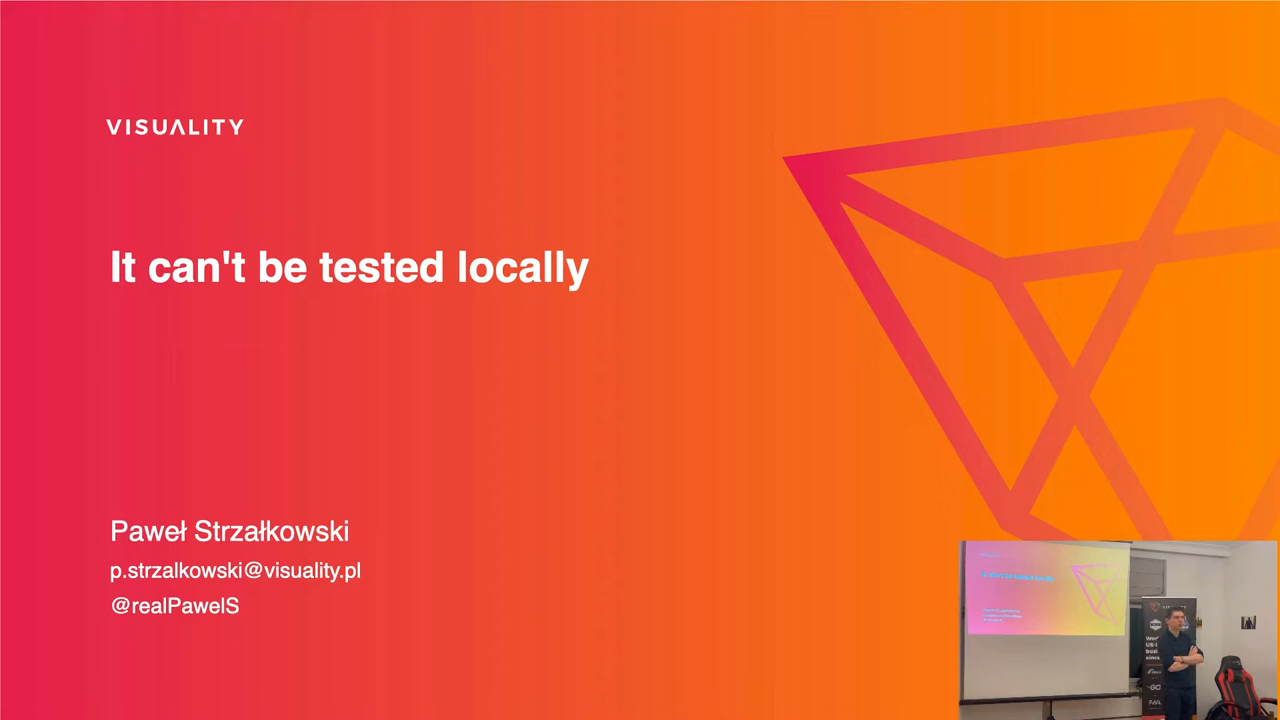 VISUALITY
It can't be tested locally
Paweł Strzałkowski
p.strzalkowski@visuality.pl
@realPawelS